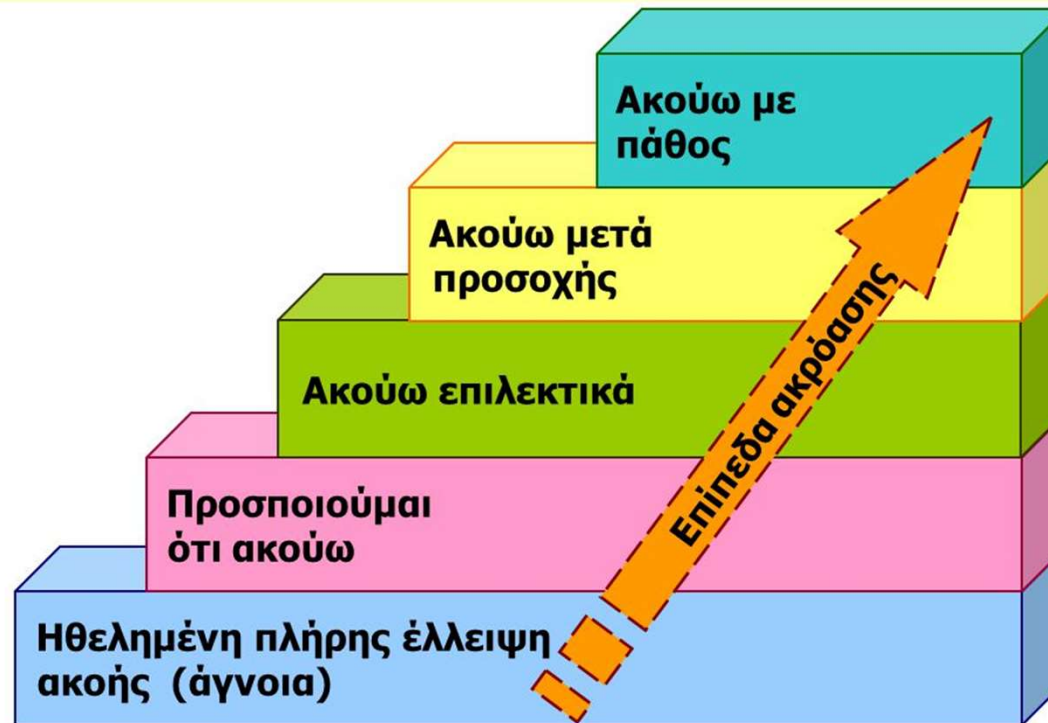 Ακούω με
πάθος
Ακούω μετά
προσοχής
Ακούω επιλεκτικά
Προσποιούμαι
ότι ακούω
Ηθελημένη πλήρης έλλειψη
ακοής (άγνοια)
Επίπεδα ακρόασης